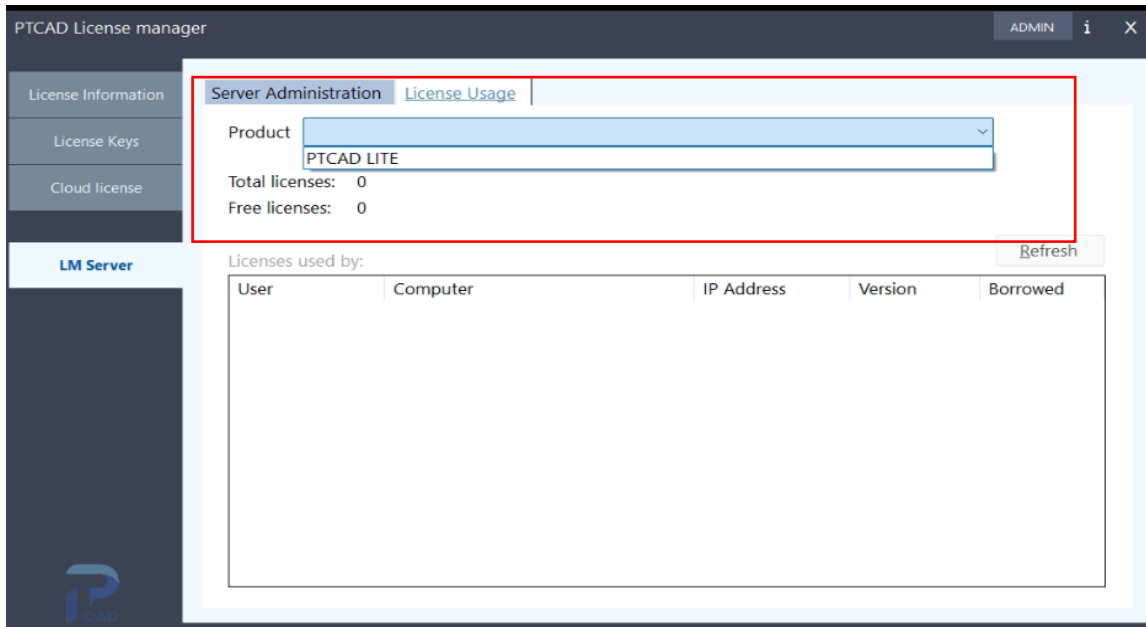 PTCAD License manager ADMIN i X
License Information
License Keys
Cloud license
LM Server
Server Administration License Usage
Product
PTCAD LITE
Total licenses: 0
Free licenses: 0
Refresh
Licenses used by:
User Computer IP Address Version Borrowed